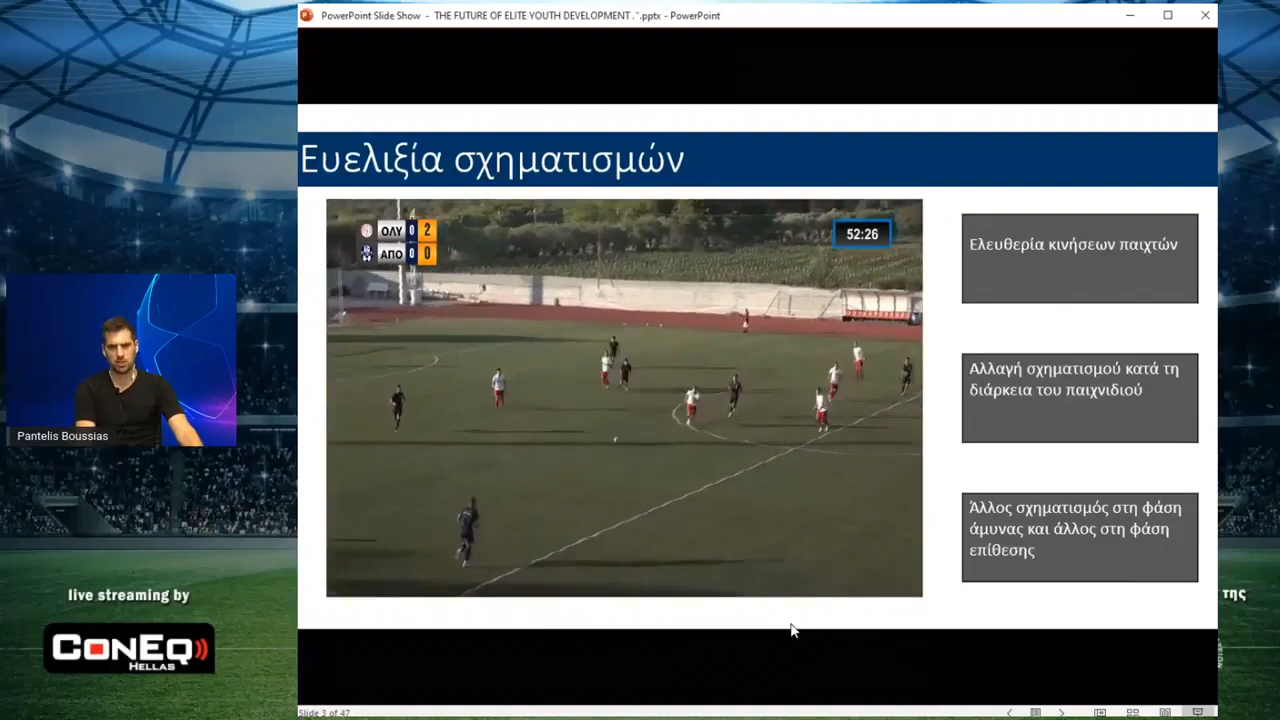 PowerPoint Slide Show - THE FUTURE OF ELITE YOUTH DEVELOPMENT .~.pptx - PowerPoint
Ευελιξία σχηματισμών
ΟΛΥ 0 2
ΑΠΟ 0 0
52:26
Ελευθερία κινήσεων παιχτών
Αλλαγή σχηματισμού κατά τη
διάρκεια του παιχνιδιού
Άλλος σχηματισμός στη φάση
άμυνας και άλλος στη φάση
επίθεσης
Pantelis Boussias
live streaming by
CONEQ
HELLAS
της
Slide 3 of 47